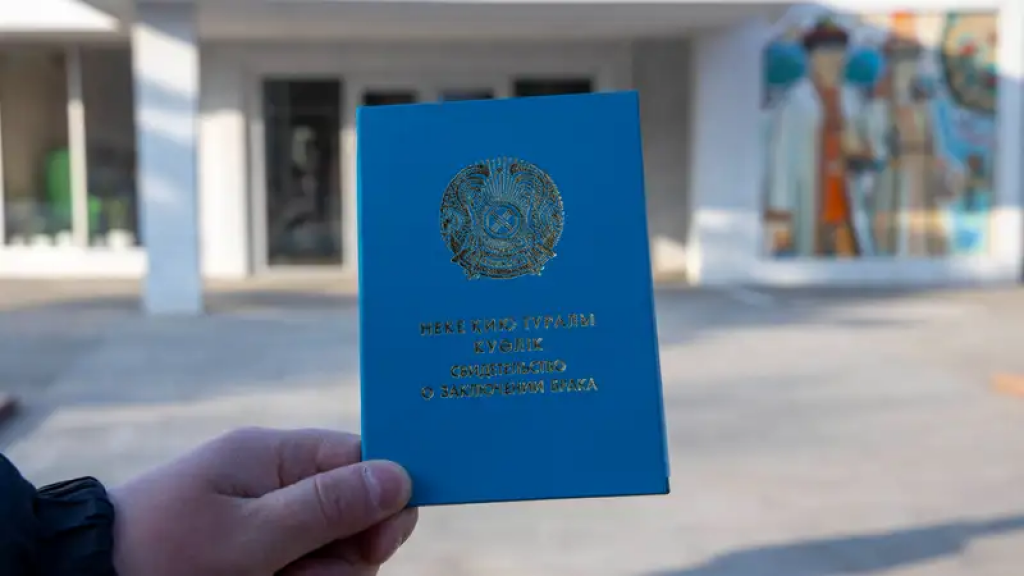 НЕКЕ ҚИЮ ТУРАЛЫ
КУӘЛІК
СВИДЕТЕЛЬСТВО
О ЗАКЛЮЧЕНИИ БРАКА